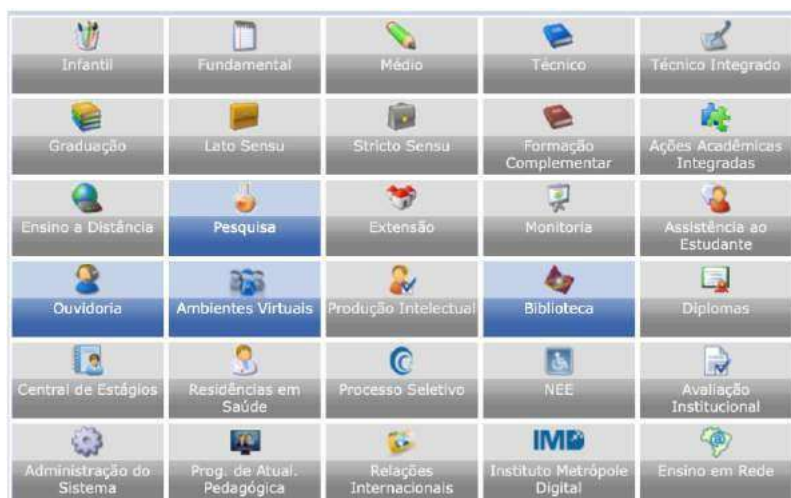 Infantil
Fundamental
Médio
Técnico
Técnico Integrado
Graduação
Lato Sensu
Stricto Sensu
Formação
Complementar
Ações Acadêmicas
Integradas
Ensino a Distância
Pesquisa
Extensão
Monitoria
Assistência ao
Estudante
Ouvidoria
Ambientes Virtuais
Produção Intelectual
Biblioteca
Diplomas
Central de Estágios
Residências em
Saúde
Processo Seletivo
NEE
Avaliação
Institucional
Administração do
Sistema
Prog. de Atual.
Pedagógica
Relações
Internacionais
IMD
Instituto Metrópole
Digital
Ensino em Rede